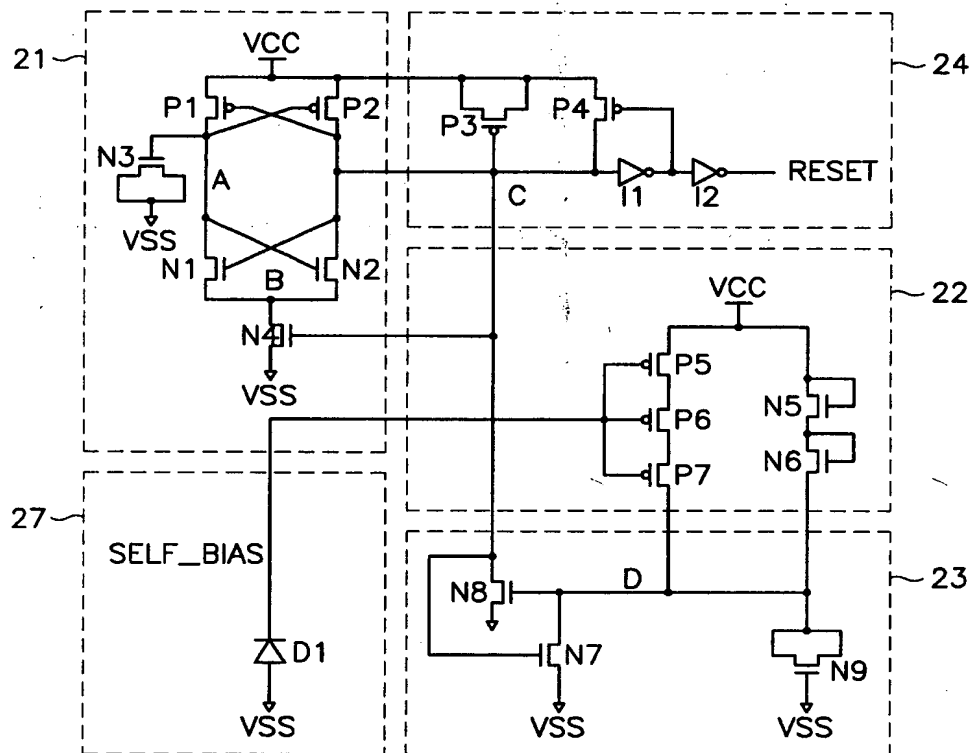 21
VCC
24
P1
P2
P3
P4
N3
A
VSS
C
I1
I2
RESET
N1
B
N2
N4
VSS
VCC
22
P5
N5
P6
N6
P7
27
SELF_BIAS
D1
VSS
23
N8
D
N7
N9
VSS
VSS